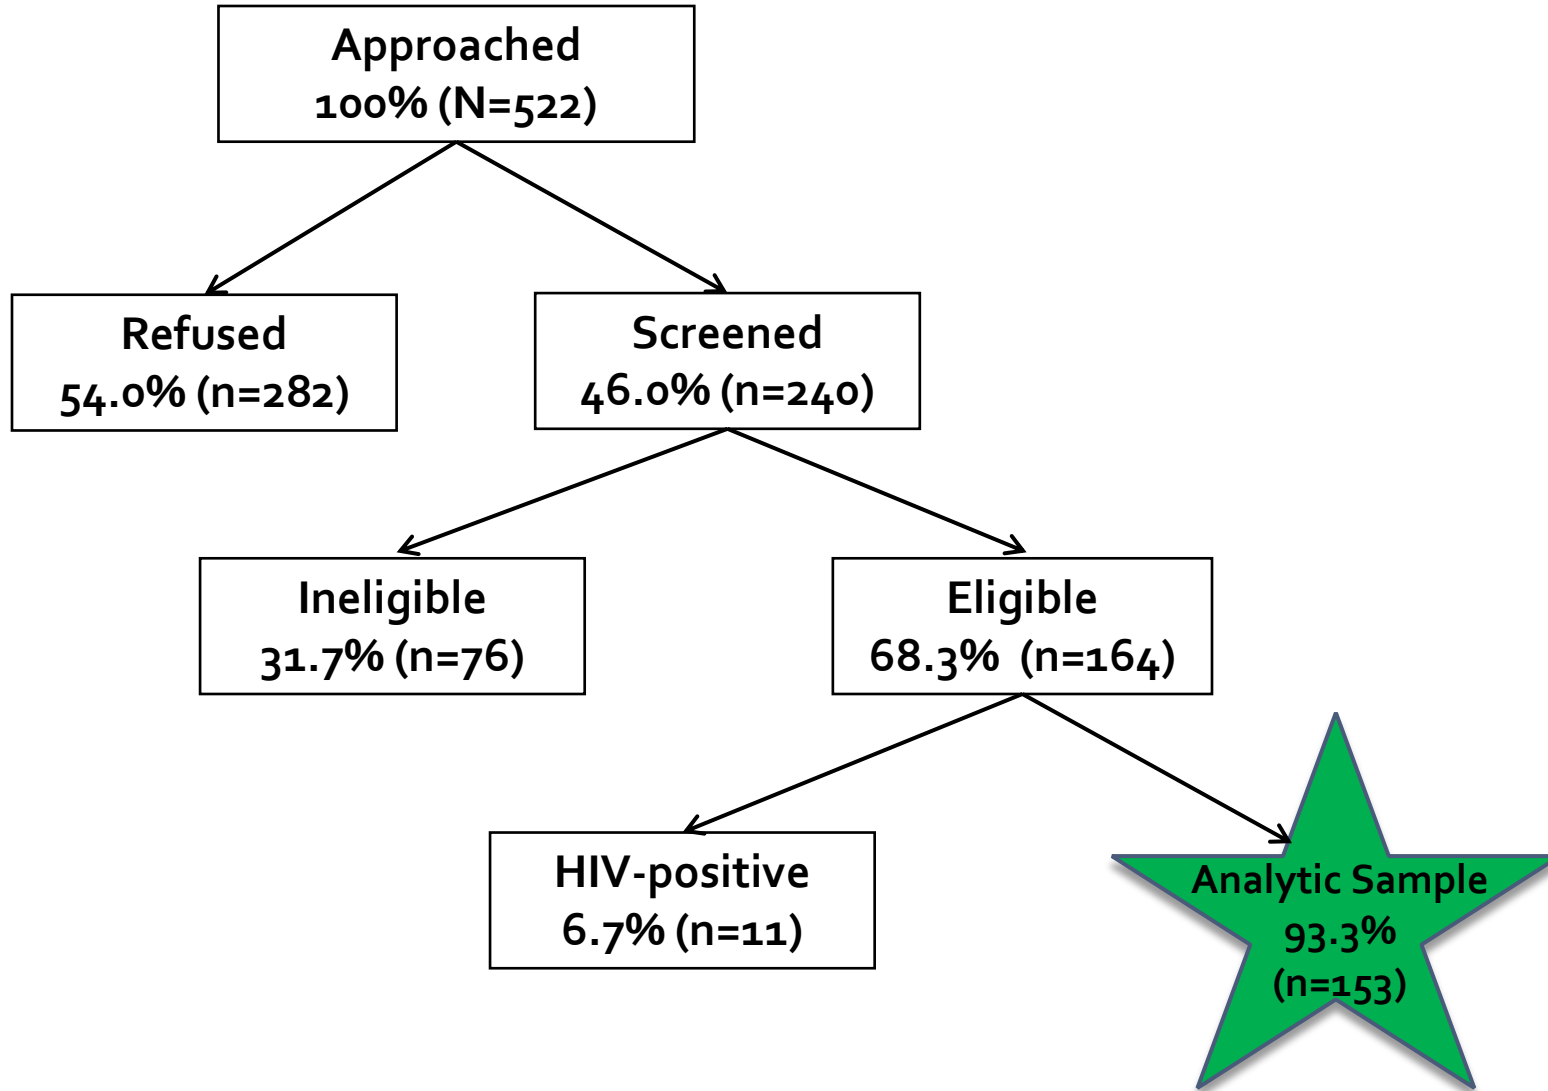 Approached
100% (N=522)
Refused
54.0% (n=282)
Screened
46.0% (n=240)
Ineligible
31.7% (n=76)
Eligible
68.3%  (n=164)
HIV-positive
6.7% (n=11)
Analytic Sample
93.3%
(n=153)